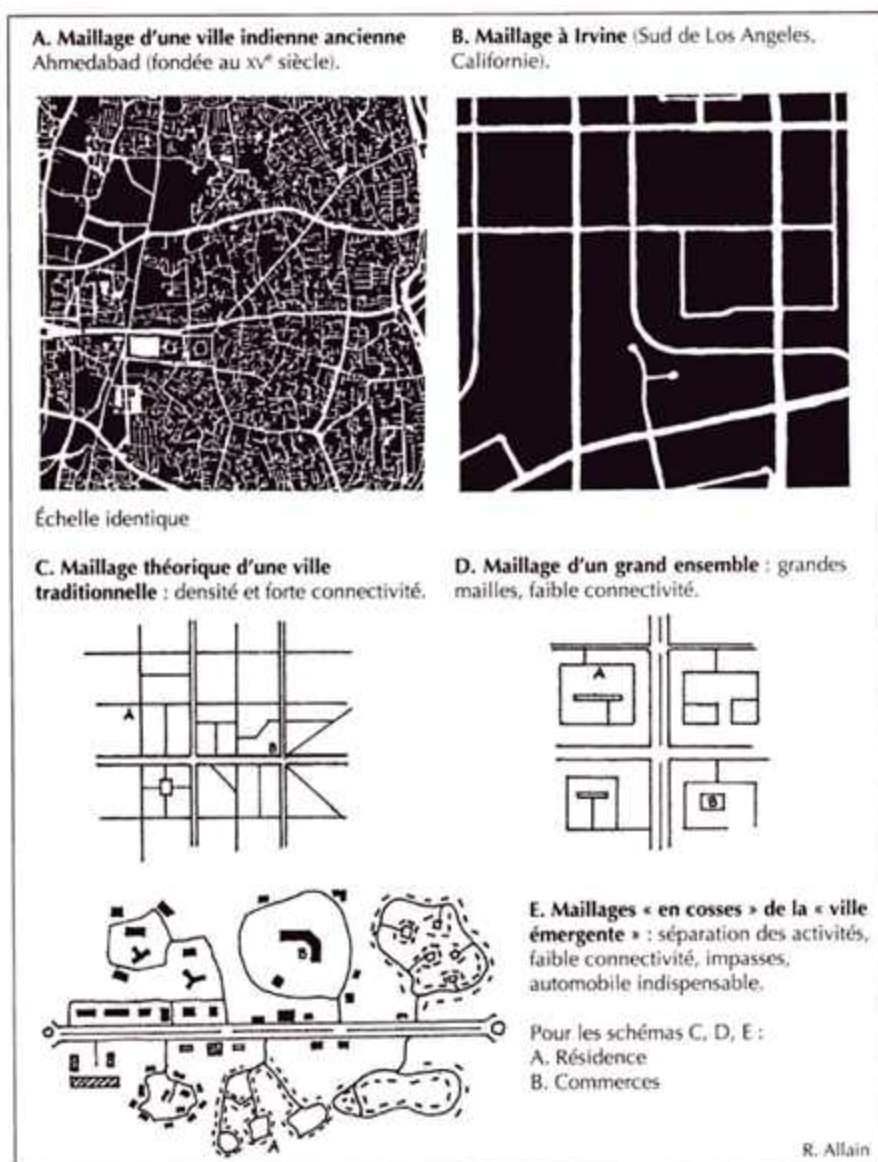 A. Maillage d'une ville indienne ancienne
Ahmedabad (fondée au XVe siècle).
B. Maillage à Irvine (Sud de Los Angeles,
Californie).
Échelle identique
C. Maillage théorique d'une ville
traditionnelle : densité et forte connectivité.
D. Maillage d'un grand ensemble : grandes
mailles, faible connectivité.
A
B
A
B
E. Maillages « en cosses » de la « ville
émergente » : séparation des activités,
faible connectivité, impasses,
automobile indispensable.
Pour les schémas C, D, E :
A. Résidence
B. Commerces
B
A
R. Allain